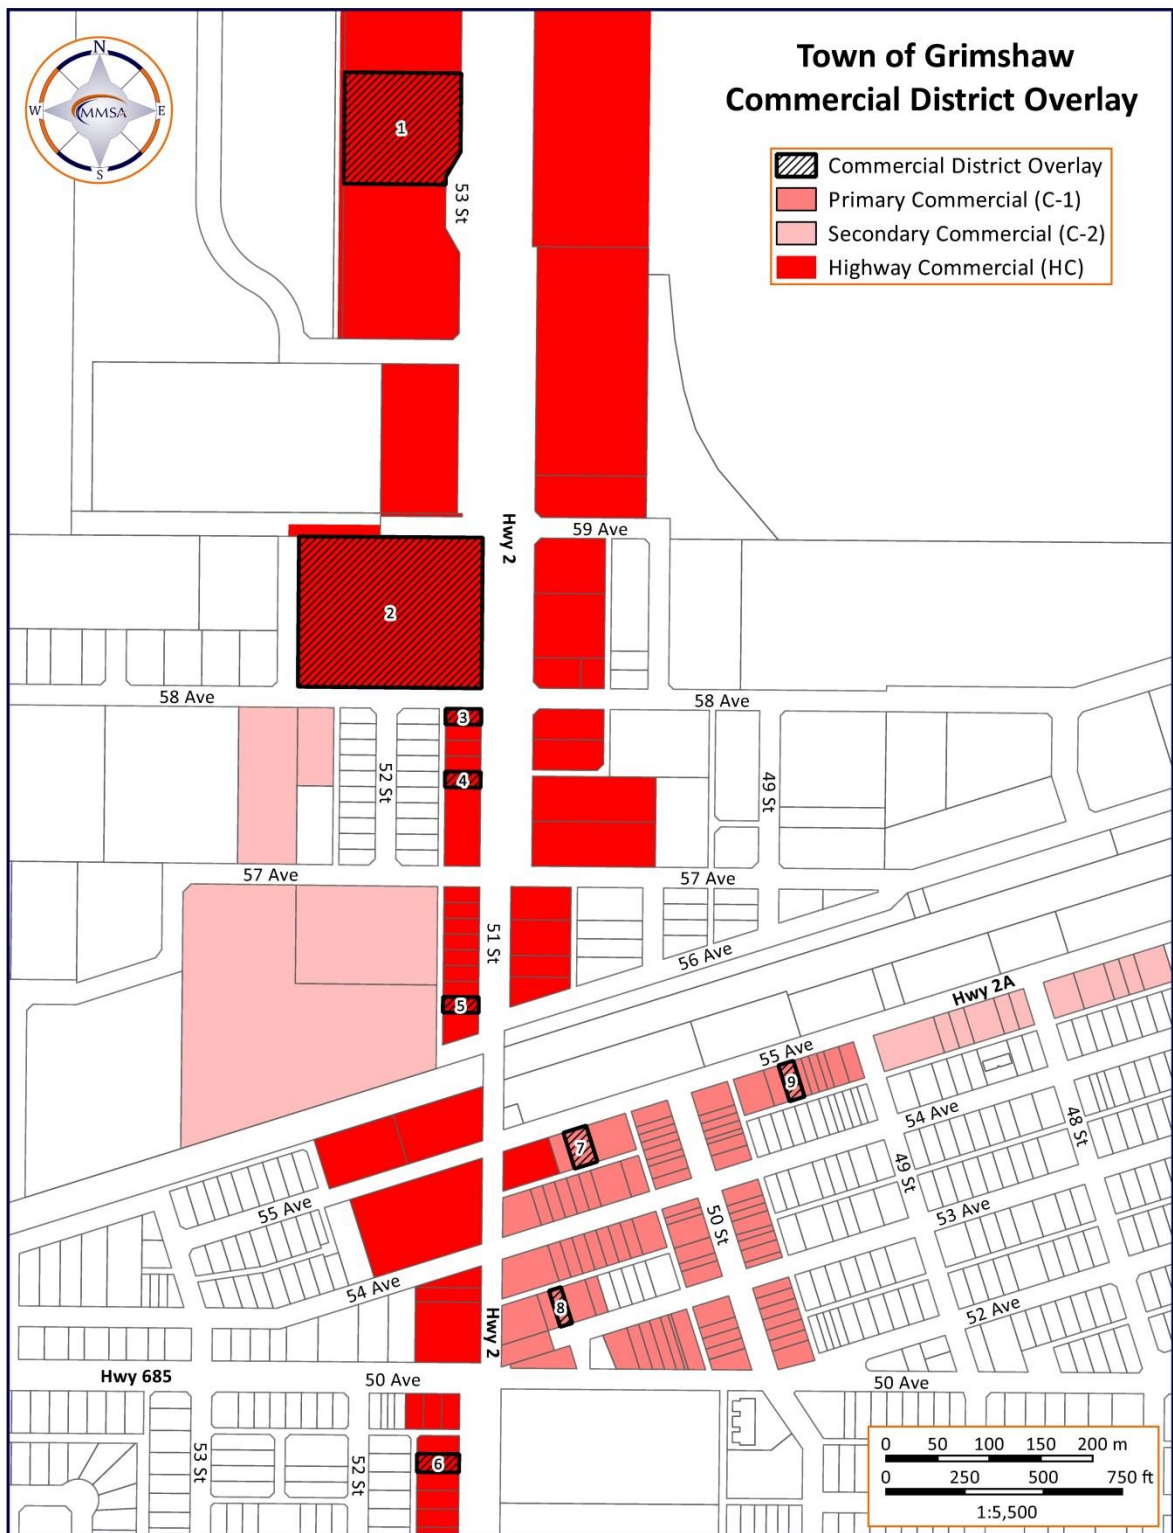 N
W
MMSA
E
S
Town of Grimshaw
Commercial District Overlay
Commercial District Overlay
Primary Commercial (C-1)
Secondary Commercial (C-2)
Highway Commercial (HC)
1
53 St
Hwy 2
59 Ave
2
58 Ave
58 Ave
3
4
52 St
49 St
57 Ave
57 Ave
51 St
56 Ave
5
Hwy 2A
55 Ave
9
54 Ave
48 St
7
49 St
55 Ave
50 St
53 Ave
54 Ave
8
52 Ave
Hwy 2
Hwy 685
50 Ave
50 Ave
53 St
52 St
6
0 50 100 150 200 m
0 250 500 750 ft
1:5,500